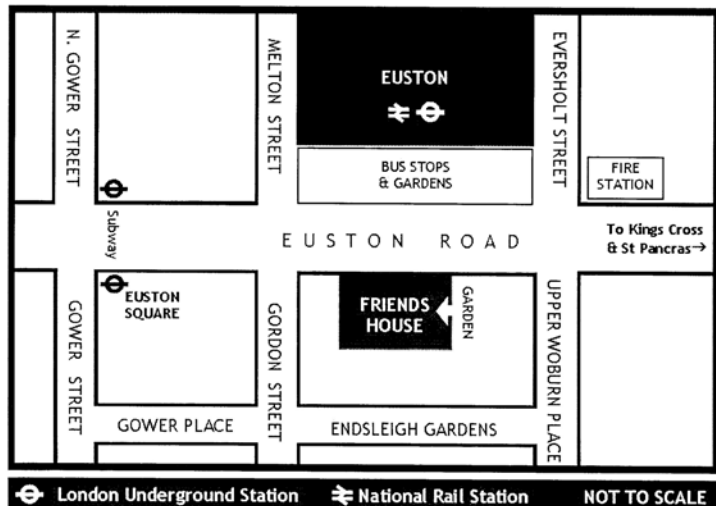 N. GOWER STREET
MELTON STREET
EUSTON
EVERSHOLT STREET
BUS STOPS
& GARDENS
FIRE
STATION
Subway
EUSTON ROAD
To Kings Cross
& St Pancras→
EUSTON
SQUARE
FRIENDS
HOUSE
GARDEN
GOWER STREET
GORDON STREET
UPPER WOBURN PLACE
GOWER PLACE
ENDSLEIGH GARDENS
London Underground Station
National Rail Station
NOT TO SCALE